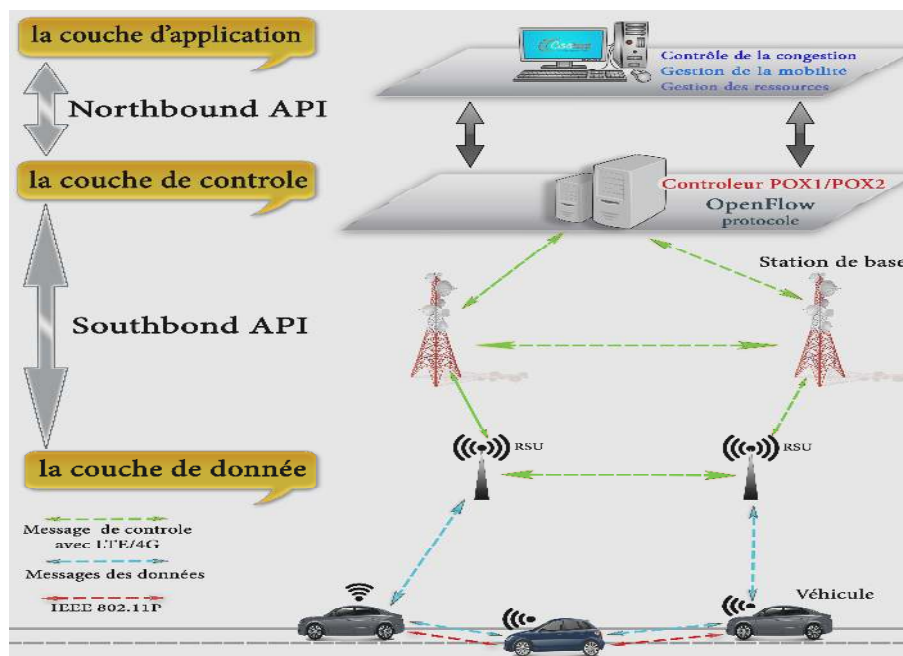 la couche d'application
Northbound API
la couche de controle
Southbond API
la couche de donnée
Message de controle
avec LTE/4G
Messages des données
IEEE 802.11P
Contrôle de la congestion
Gestion de la mobilité
Gestion des ressources
Controleur POX1/POX2
OpenFlow
protocole
Station de base
RSU
RSU
Véhicule